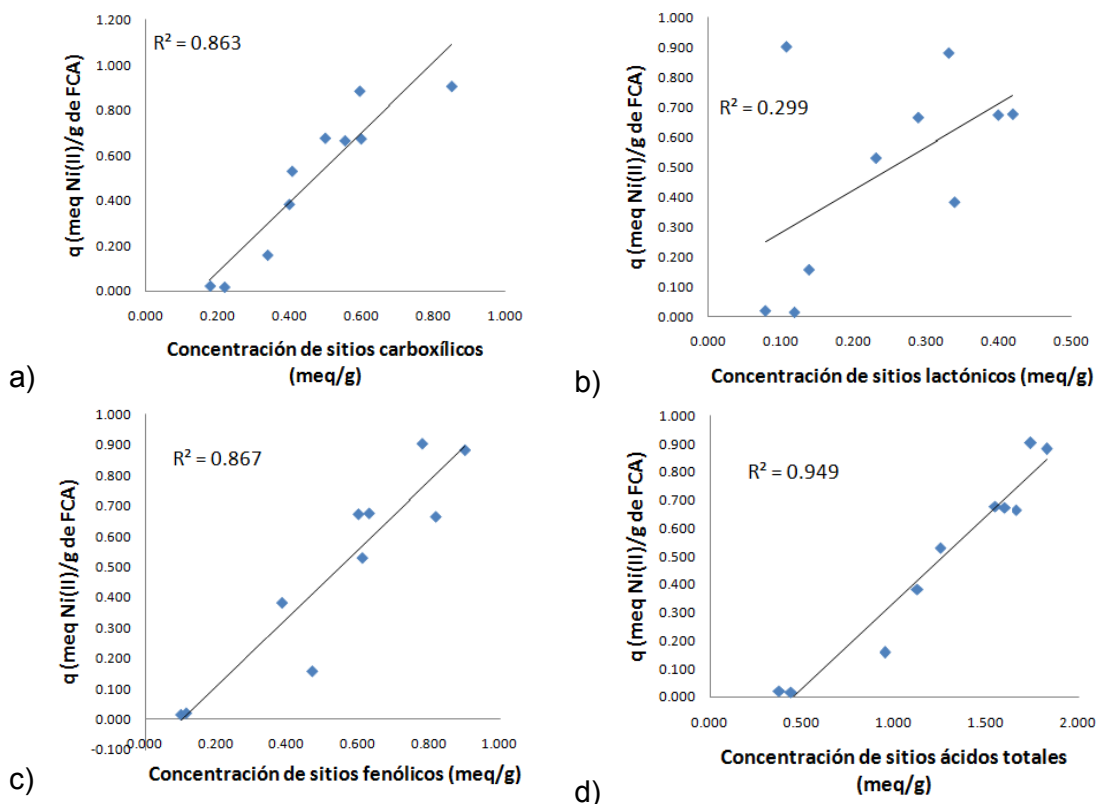 1.200
1.000
0.800
0.600
0.400
0.200
0.000
q (meq Ni(II)/g de FCA)
R² = 0.863
0.000 0.200 0.400 0.600 0.800 1.000
Concentración de sitios carboxílicos
(meq/g)
a)
1.000
0.900
0.800
0.700
0.600
0.500
0.400
0.300
0.200
0.100
0.000
q (meq Ni(II)/g de FCA)
R² = 0.299
0.000 0.100 0.200 0.300 0.400 0.500
Concentración de sitios lactónicos (meq/g)
b)
1.000
0.900
0.800
0.700
0.600
0.500
0.400
0.300
0.200
0.100
0.000
-0.100
q (meq Ni(II)/g de FCA)
R² = 0.867
0.000 0.200 0.400 0.600 0.800 1.000
Concentración de sitios fenólicos (meq/g)
c)
1.000
0.900
0.800
0.700
0.600
0.500
0.400
0.300
0.200
0.100
0.000
q (meq Ni(II)/g de FCA)
R² = 0.949
0.000 0.500 1.000 1.500 2.000
Concentración de sitios ácidos totales
(meq/g)
d)